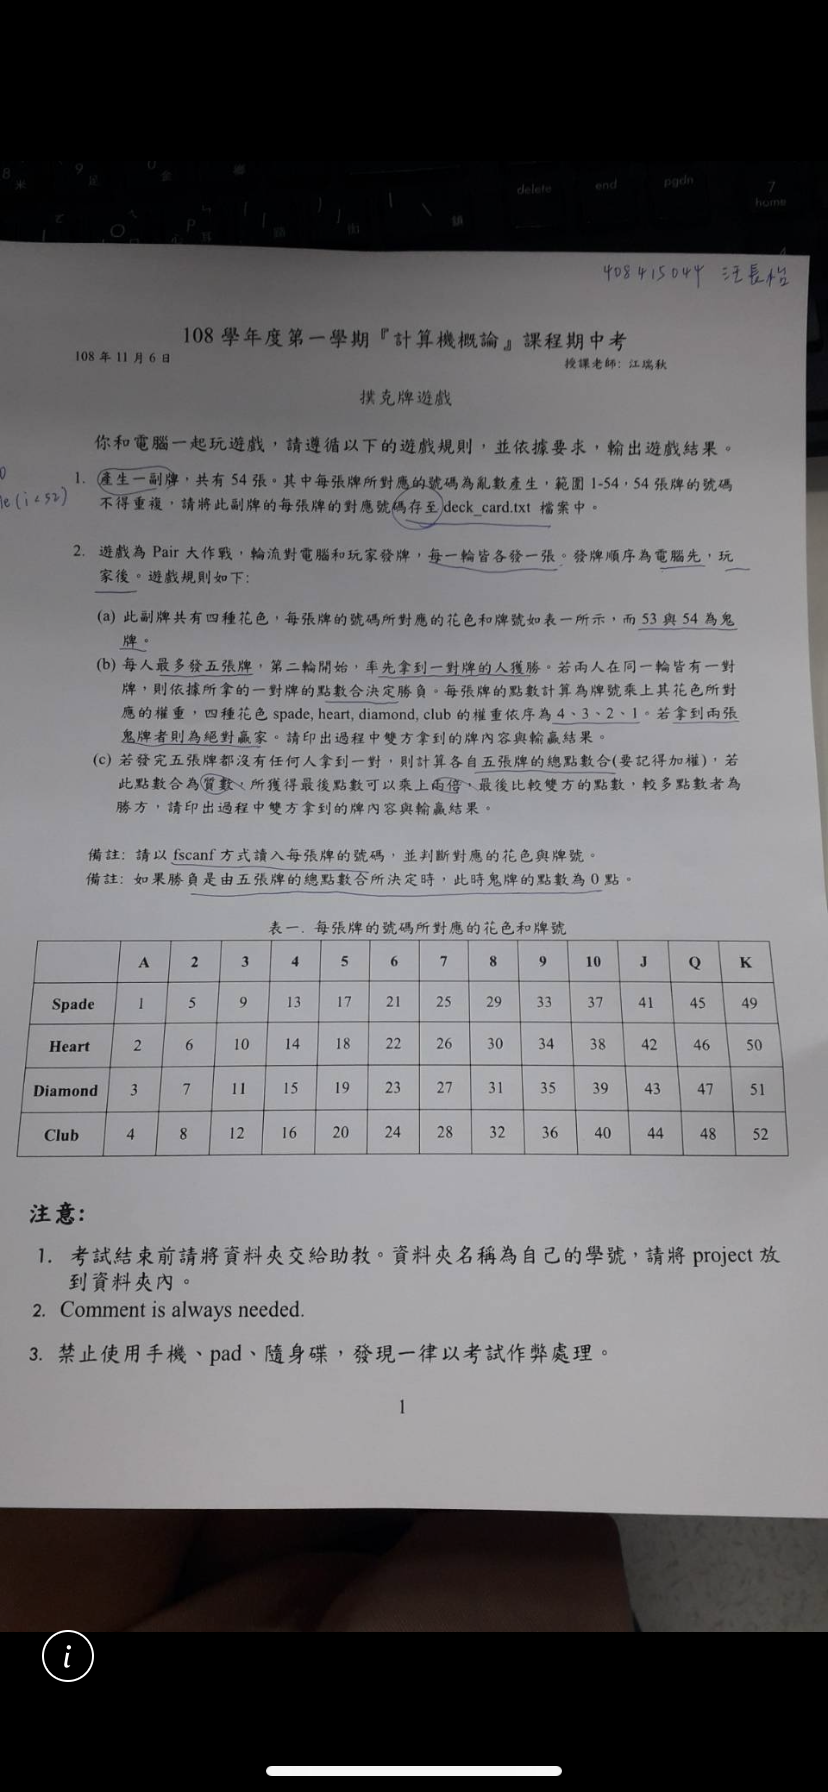 delete end pgdn 7 home
408415044 汪長怡
108 學年度第一學期『計算機概論』課程期中考
108 年 11 月 6 日
授課老師: 江瑞秋
撲克牌遊戲
你和電腦一起玩遊戲,請遵循以下的遊戲規則,並依據要求,輸出遊戲結果。
1. 產生一副牌,共有 54 張。其中每張牌所對應的號碼為亂數產生,範圍 1-54,54 張牌的號碼
(i<52)
不得重複,請將此副牌的每張牌的對應號碼存至 deck_card.txt 檔案中。
2. 遊戲為 Pair 大作戰,輪流對電腦和玩家發牌,每一輪皆各發一張。發牌順序為電腦先,玩
家後。遊戲規則如下:
(a) 此副牌共有四種花色,每張牌的號碼所對應的花色和牌號如表一所示,而 53 與 54 為鬼
牌。
(b) 每人最多發五張牌,第二輪開始,率先拿到一對牌的人獲勝。若兩人在同一輪皆有一對
牌,則依據所拿的一對牌的點數合決定勝負。每張牌的點數計算為牌號乘上其花色所對
應的權重,四種花色 spade, heart, diamond, club 的權重依序為 4、3、2、1。若拿到兩張
鬼牌者則為絕對贏家。請印出過程中雙方拿到的牌內容與輸贏結果。
(c) 若發完五張牌都沒有任何人拿到一對,則計算各自五張牌的總點數合(要記得加權),若
此點數合為質數、所獲得最後點數可以乘上兩倍,最後比較雙方的點數,較多點數者為
勝方,請印出過程中雙方拿到的牌內容與輸贏結果。
備註: 請以 fscanf 方式讀入每張牌的號碼,並判斷對應的花色與牌號。
備註: 如果勝負是由五張牌的總點數合所決定時,此時鬼牌的點數為 0 點。
表一. 每張牌的號碼所對應的花色和牌號
A 2 3 4 5 6 7 8 9 10 J Q K
Spade 1 5 9 13 17 21 25 29 33 37 41 45 49
Heart 2 6 10 14 18 22 26 30 34 38 42 46 50
Diamond 3 7 11 15 19 23 27 31 35 39 43 47 51
Club 4 8 12 16 20 24 28 32 36 40 44 48 52
注意:
1. 考試結束前請將資料夾交給助教。資料夾名稱為自己的學號,請將 project 放
到資料夾內。
2. Comment is always needed.
3. 禁止使用手機、pad、隨身碟,發現一律以考試作弊處理。
1